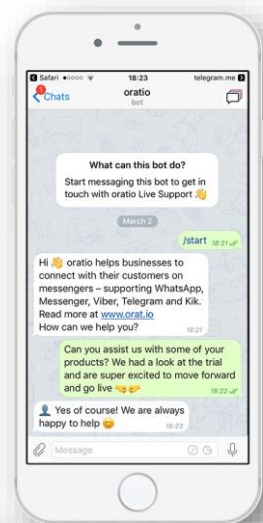 Safari 18:23 telegram.me
1
Chats oratio
bot
What can this bot do?
Start messaging this bot to get in
touch with oratio Live Support 👋
March 2
/start 18:21
Hi 👋 oratio helps businesses to
connect with their customers on
messengers – supporting WhatsApp,
Messenger, Viber, Telegram and Kik.
Read more at www.orat.io
How can we help you? 18:21
Can you assist us with some of your
products? We had a look at the trial
and are super excited to move forward
and go live 🤜🤛 18:22
👤 Yes of course! We are always
happy to help 😊 18:23
Message